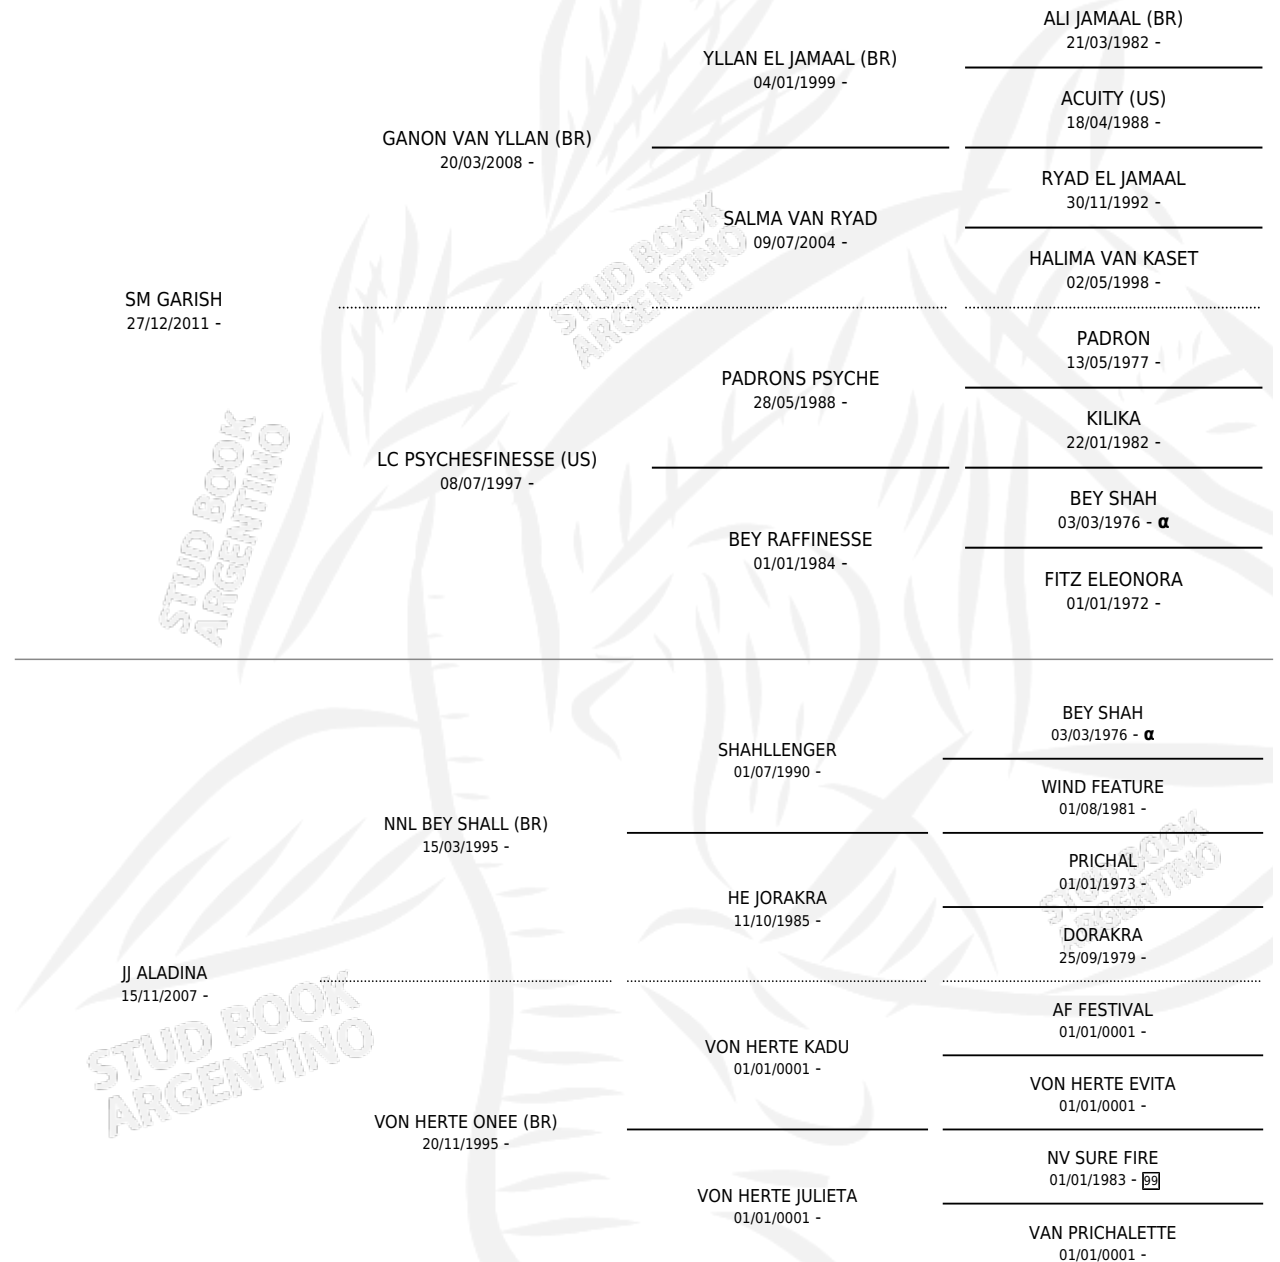 ALI JAMAAL (BR)
21/03/1982 -
YLLAN EL JAMAAL (BR)
04/01/1999 -
ACUITY (US)
18/04/1988 -
GANON VAN YLLAN (BR)
20/03/2008 -
RYAD EL JAMAAL
30/11/1992 -
SALMA VAN RYAD
09/07/2004 -
HALIMA VAN KASET
02/05/1998 -
SM GARISH
27/12/2011 -
STUD BOOK
ARGENTINO
PADRON
13/05/1977 -
PADRONS PSYCHE
28/05/1988 -
KILIKA
22/01/1982 -
LC PSYCHESFINESSE (US)
08/07/1997 -
BEY SHAH
03/03/1976 - α
BEY RAFFINESSE
01/01/1984 -
FITZ ELEONORA
01/01/1972 -
STUD BOOK
ARGENTINO
BEY SHAH
03/03/1976 - α
SHAHLLENGER
01/07/1990 -
WIND FEATURE
01/08/1981 -
NNL BEY SHALL (BR)
15/03/1995 -
PRICHAL
01/01/1973 -
STUD BOOK
ARGENTINO
HE JORAKRA
11/10/1985 -
DORAKRA
25/09/1979 -
JJ ALADINA
15/11/2007 -
STUD BOOK
ARGENTINO
AF FESTIVAL
01/01/0001 -
VON HERTE KADU
01/01/0001 -
VON HERTE EVITA
01/01/0001 -
VON HERTE ONEE (BR)
20/11/1995 -
NV SURE FIRE
01/01/1983 - 99
VON HERTE JULIETA
01/01/0001 -
VAN PRICHALETTE
01/01/0001 -